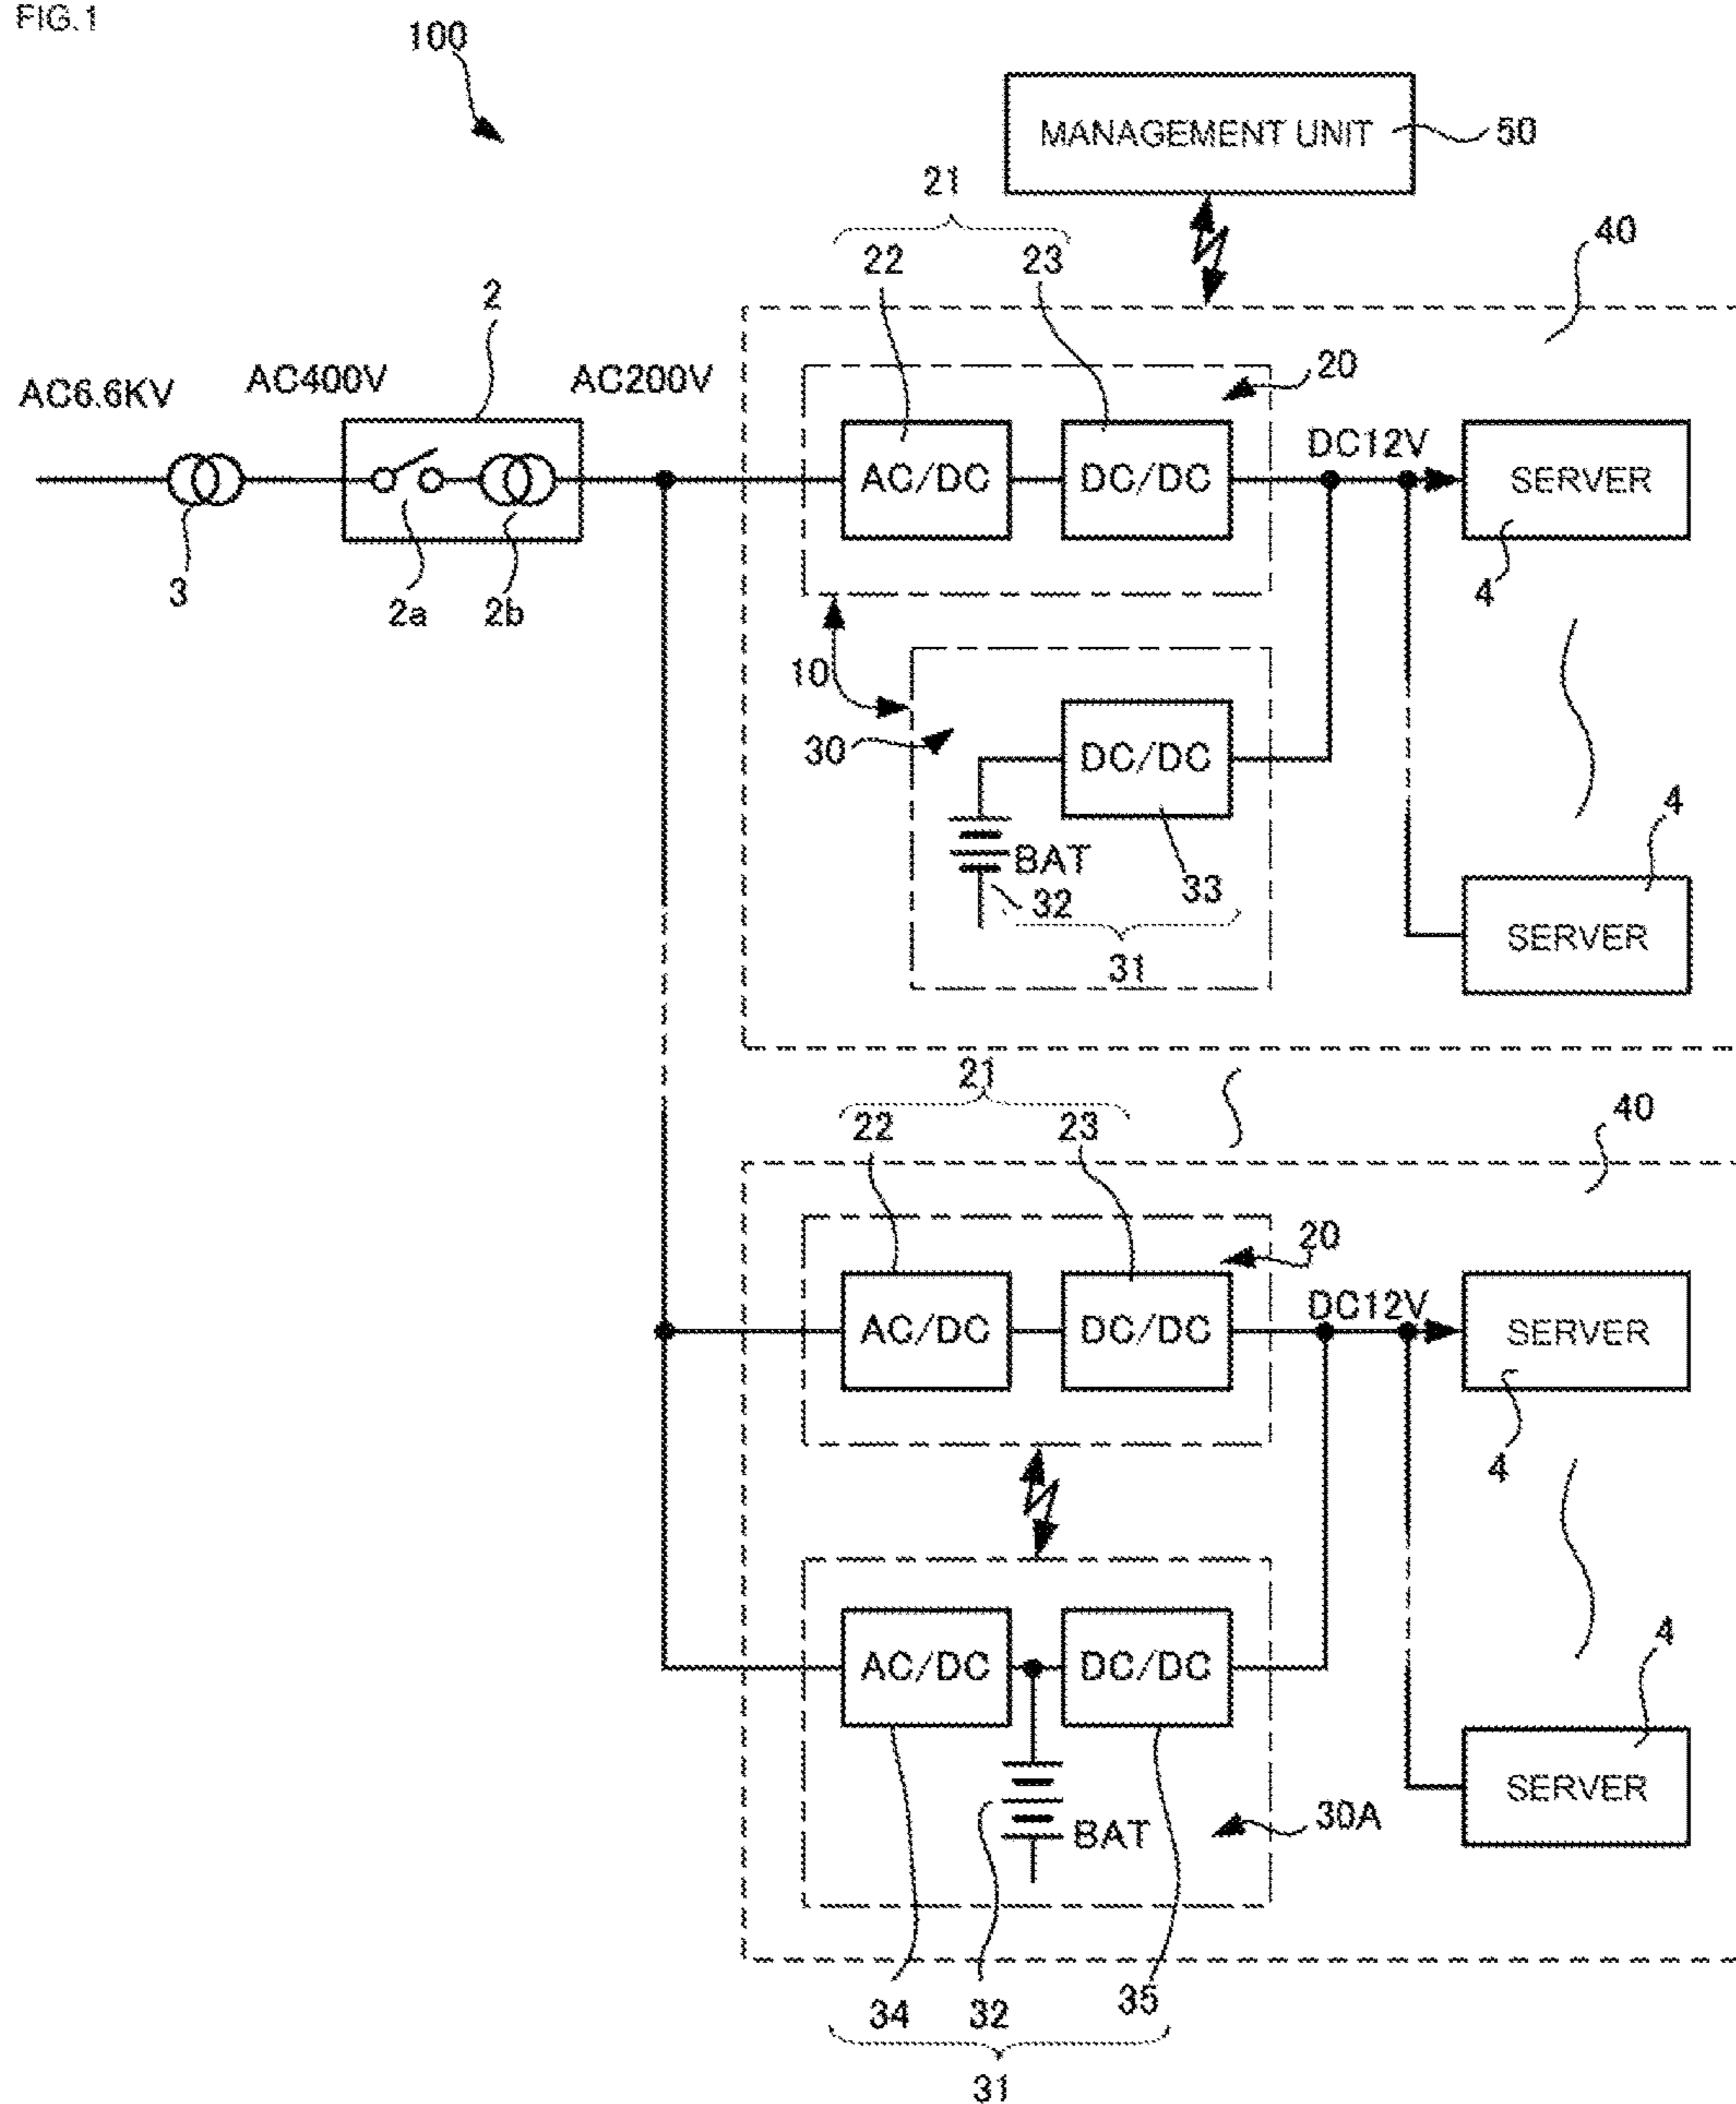 FIG. 1
100
MANAGEMENT UNIT 50
21
22 23
40
2
20
AC6.6KV AC400V AC200V
DC12V
AC/DC DC/DC SERVER
3 2a 2b 4
10
30 DC/DC
BAT 4
32 33
SERVER
31
21
22 23 40
20
DC12V
AC/DC DC/DC SERVER
4
AC/DC DC/DC 4
SERVER
BAT 30A
34 32 35
31